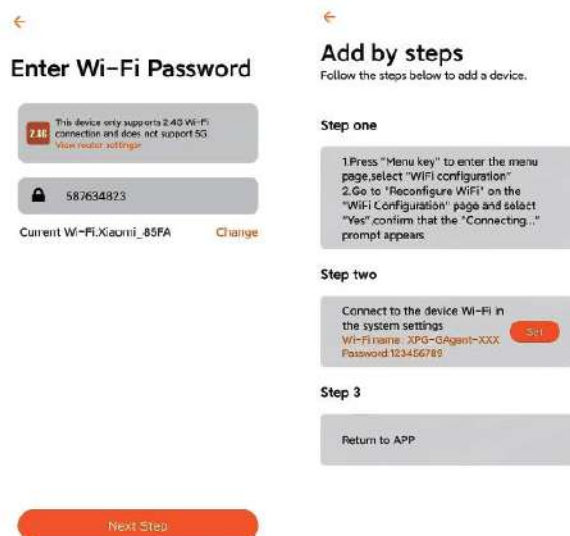 Enter Wi-Fi Password
This device only supports 2.4G Wi-Fi
2.4G
connection and does not support 5G
View router settings
587634823
Current Wi-Fi:Xiaomi_85FA
Change
Next Step
Add by steps
Follow the steps below to add a device.
Step one
1.Press "Menu key" to enter the menu
page,select "WiFi configuration"
2.Go to "Reconfigure WiFi" on the
"WiFi Configuration" page and select
"Yes",confirm that the "Connecting..."
prompt appears
Step two
Connect to the device Wi-Fi in
the system settings
Wi-Fi name: XPG-GAgent-XXX
Password:123456789
Set
Step 3
Return to APP